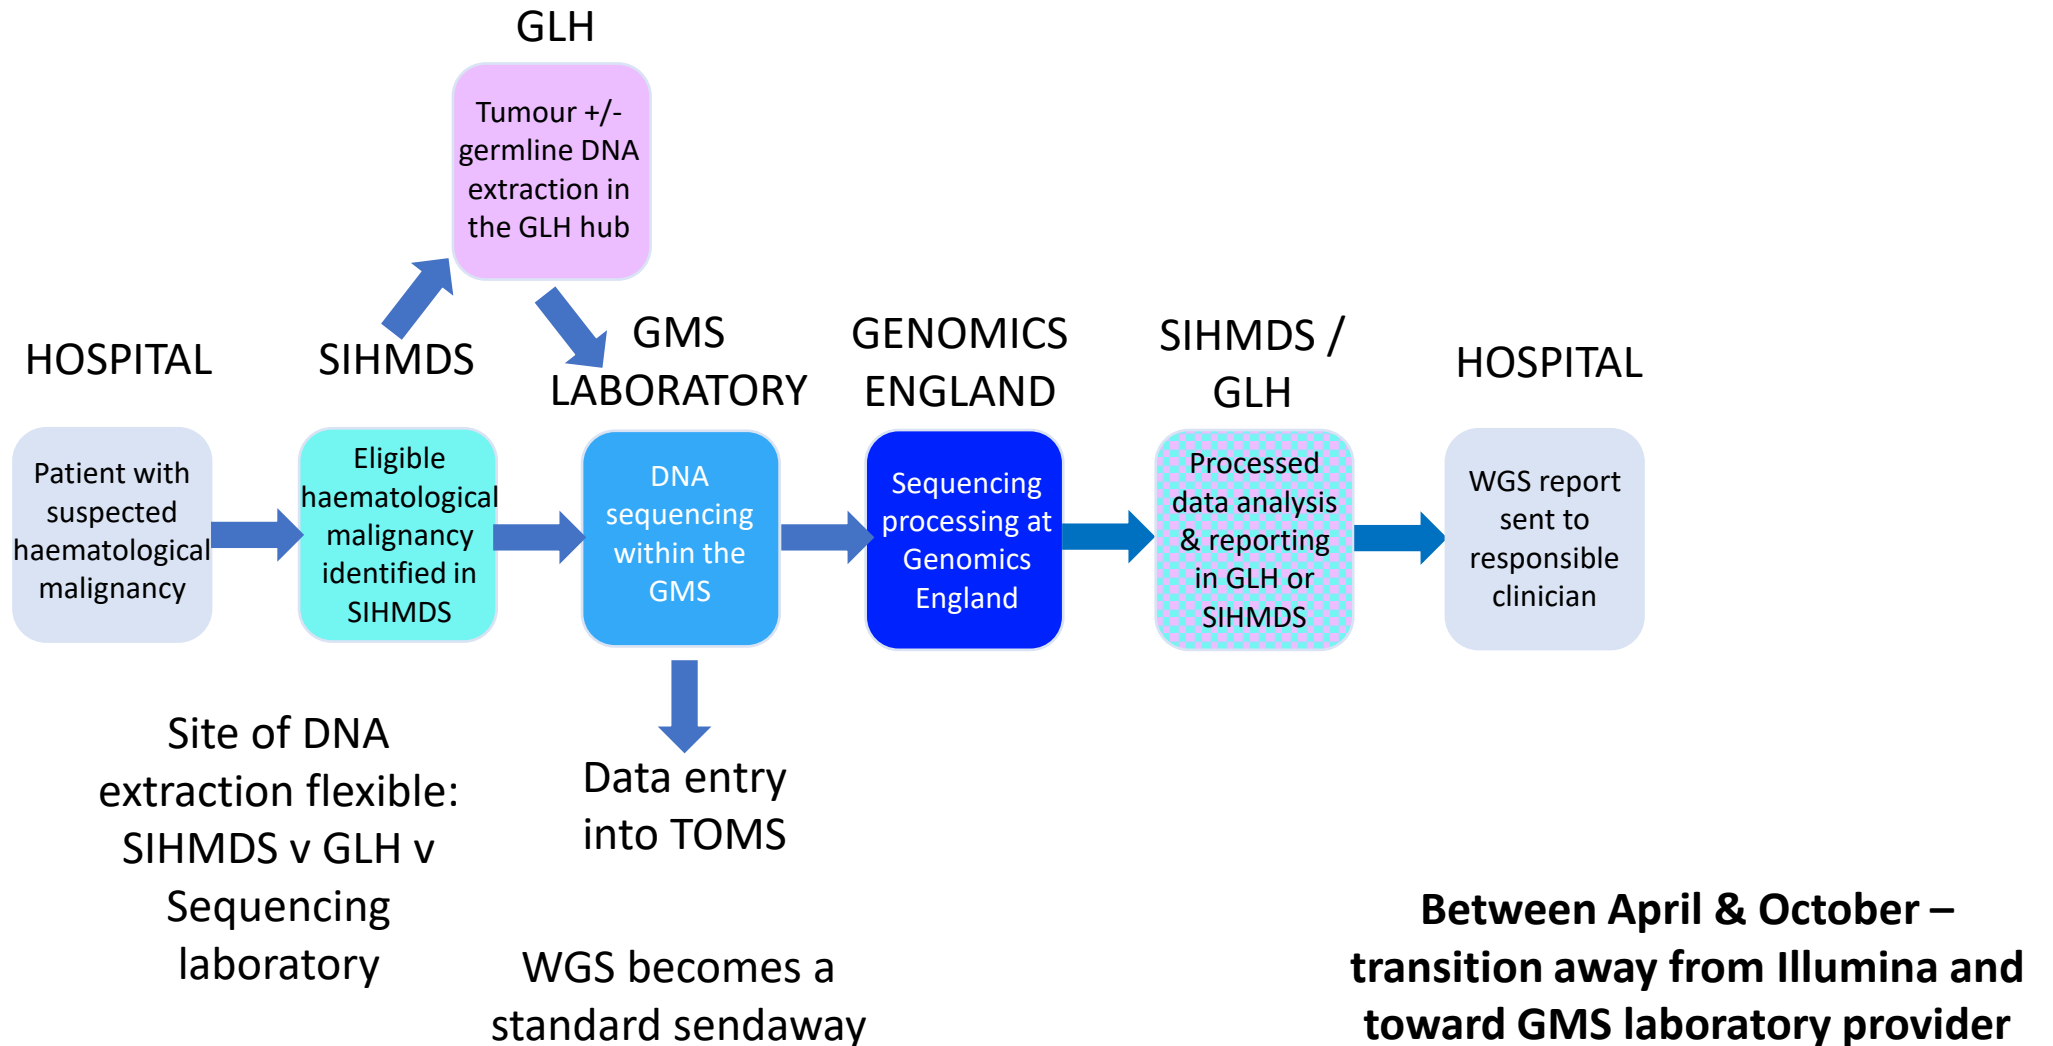 GLH
Tumour +/-
germline DNA
extraction in
the GLH hub
HOSPITAL
SIHMDS
GMS
LABORATORY
GENOMICS
ENGLAND
SIHMDS /
GLH
HOSPITAL
Patient with
suspected
haematological
malignancy
Eligible
haematological
malignancy
identified in
SIHMDS
DNA
sequencing
within the
GMS
Sequencing
processing at
Genomics
England
Processed
data analysis
& reporting
in GLH or
SIHMDS
WGS report
sent to
responsible
clinician
Site of DNA
extraction flexible:
SIHMDS v GLH v
Sequencing
laboratory
Data entry
into TOMS
WGS becomes a
standard sendaway
Between April & October –
transition away from Illumina and
toward GMS laboratory provider